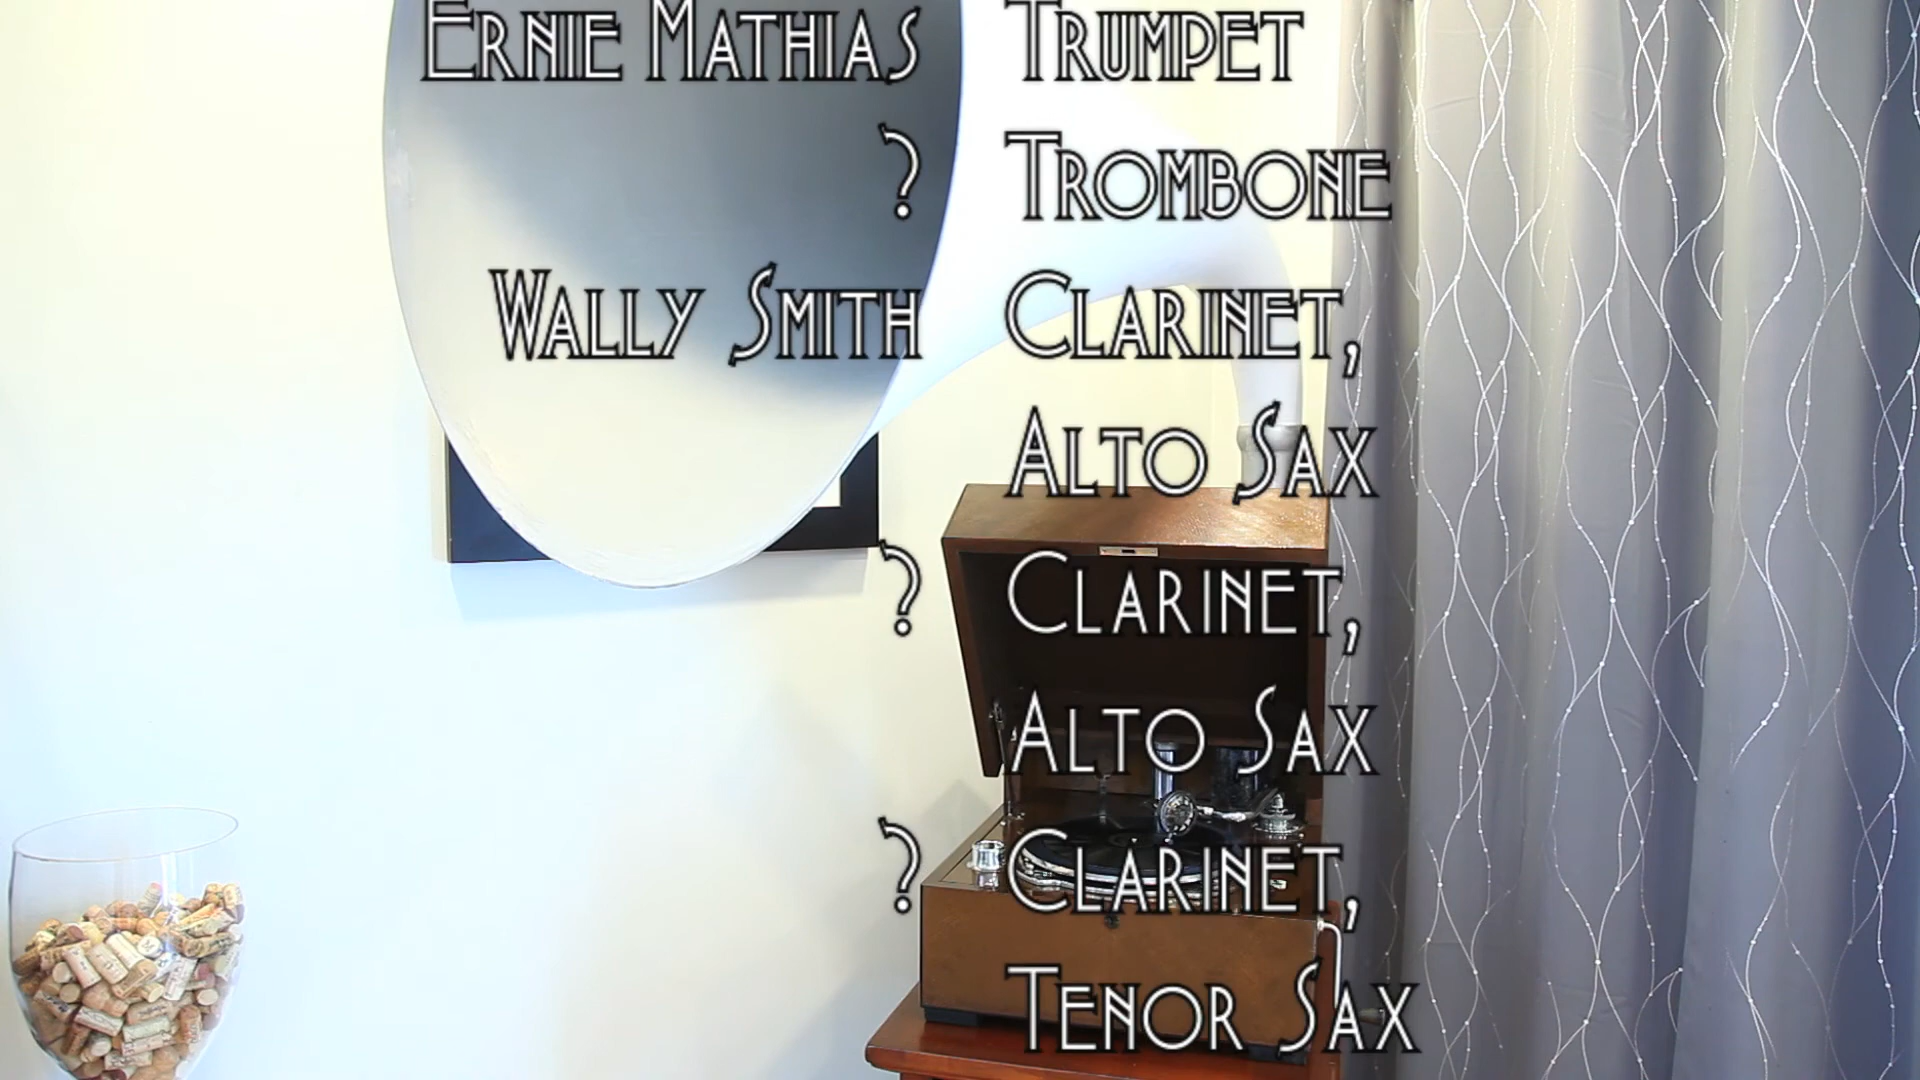 Ernie Mathias Trumpet
? Trombone
Wally Smith Clarinet,
Alto Sax
? Clarinet,
Alto Sax
? Clarinet,
Tenor Sax